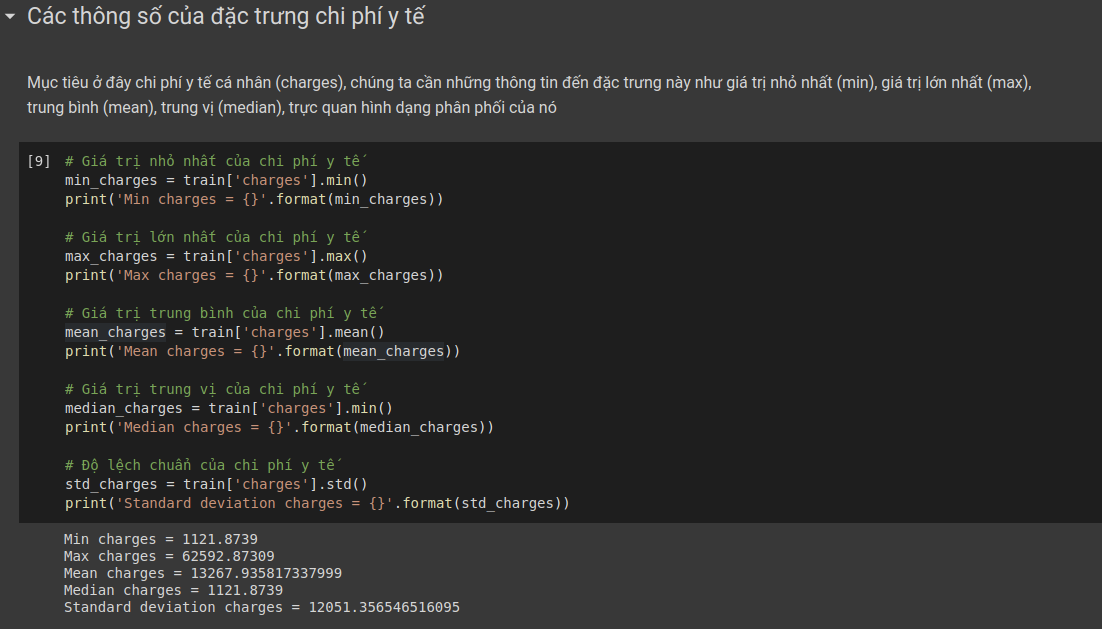 Các thông số của đặc trưng chi phí y tế
Mục tiêu ở đây chi phí y tế cá nhân (charges), chúng ta cần những thông tin đến đặc trưng này như giá trị nhỏ nhất (min), giá trị lớn nhất (max),
trung bình (mean), trung vị (median), trực quan hình dạng phân phối của nó
[9] # Giá trị nhỏ nhất của chi phí y tế
min_charges = train['charges'].min()
print('Min charges = {}'.format(min_charges))
# Giá trị lớn nhất của chi phí y tế
max_charges = train['charges'].max()
print('Max charges = {}'.format(max_charges))
# Giá trị trung bình của chi phí y tế
mean_charges = train['charges'].mean()
print('Mean charges = {}'.format(mean_charges))
# Giá trị trung vị của chi phí y tế
median_charges = train['charges'].min()
print('Median charges = {}'.format(median_charges))
# Độ lệch chuẩn của chi phí y tế
std_charges = train['charges'].std()
print('Standard deviation charges = {}'.format(std_charges))
Min charges = 1121.8739
Max charges = 62592.87309
Mean charges = 13267.935817337999
Median charges = 1121.8739
Standard deviation charges = 12051.356546516095